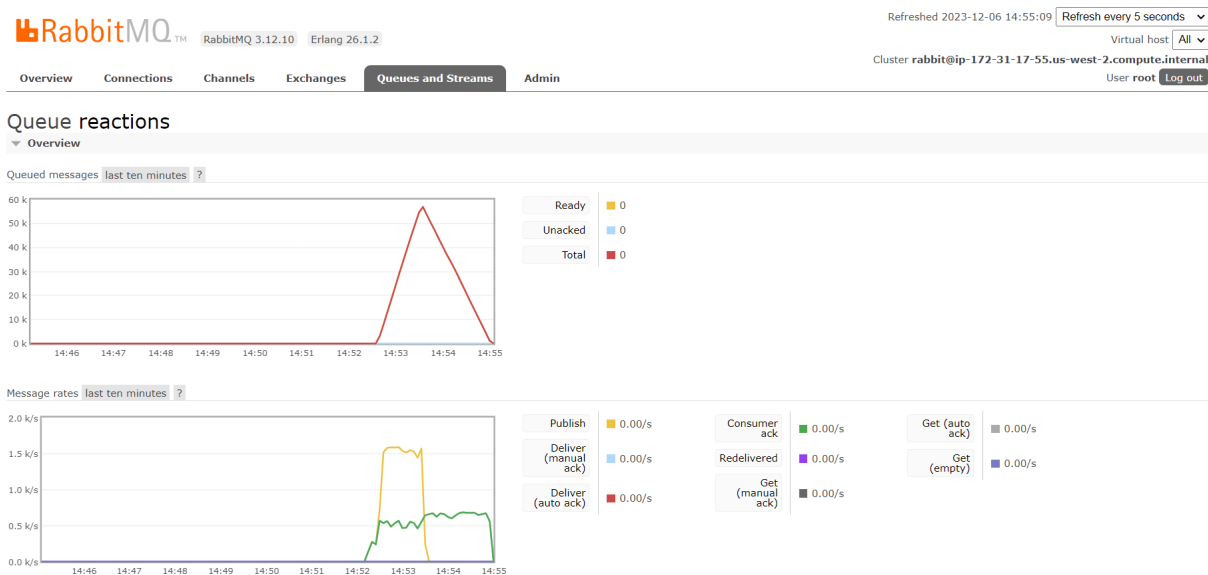 Refreshed 2023-12-06 14:55:09 Refresh every 5 seconds
RabbitMQ TM RabbitMQ 3.12.10 Erlang 26.1.2
Virtual host All
Cluster rabbit@ip-172-31-17-55.us-west-2.compute.internal
Overview Connections Channels Exchanges Queues and Streams Admin
User root Log out
Queue reactions
Overview
Queued messages last ten minutes ?
60 k
50 k
40 k
30 k
20 k
10 k
0 k
14:46 14:47 14:48 14:49 14:50 14:51 14:52 14:53 14:54 14:55
Ready 0
Unacked 0
Total 0
Message rates last ten minutes ?
2.0 k/s
1.5 k/s
1.0 k/s
0.5 k/s
0.0 k/s
14:46 14:47 14:48 14:49 14:50 14:51 14:52 14:53 14:54 14:55
Publish 0.00/s
Deliver
(manual
ack) 0.00/s
Deliver
(auto ack) 0.00/s
Consumer
ack 0.00/s
Redelivered 0.00/s
Get
(manual
ack) 0.00/s
Get (auto
ack) 0.00/s
Get
(empty) 0.00/s